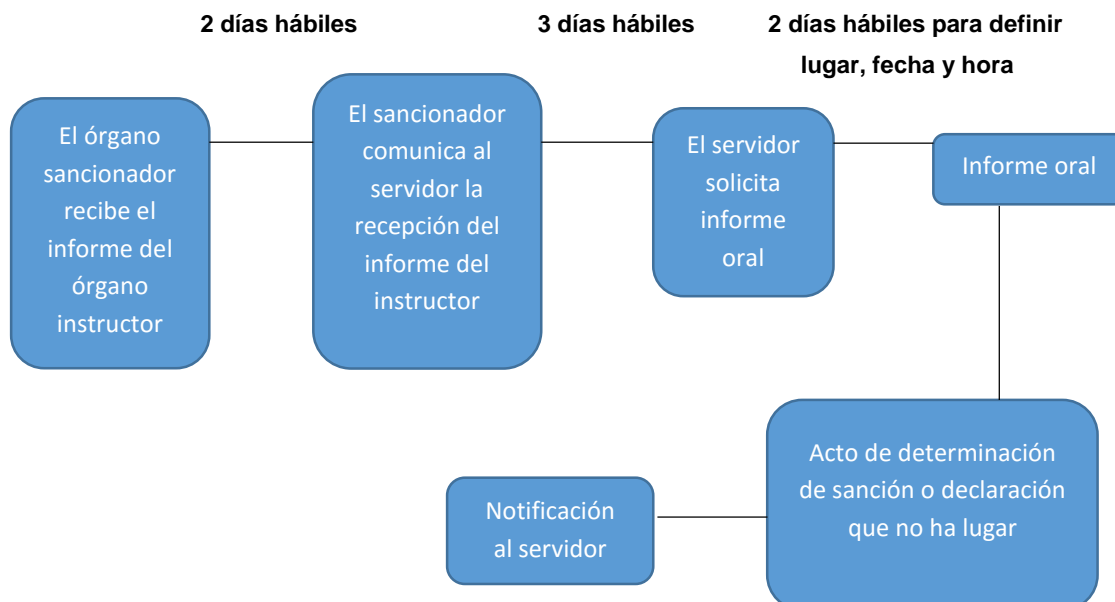 2 días hábiles
3 días hábiles
2 días hábiles para definir
lugar, fecha y hora
El órgano
sancionador
recibe el
informe del
órgano
instructor
El sancionador
comunica al
servidor la
recepción del
informe del
instructor
El servidor
solicita
informe
oral
Informe oral
Acto de determinación
de sanción o declaración
que no ha lugar
Notificación
al servidor